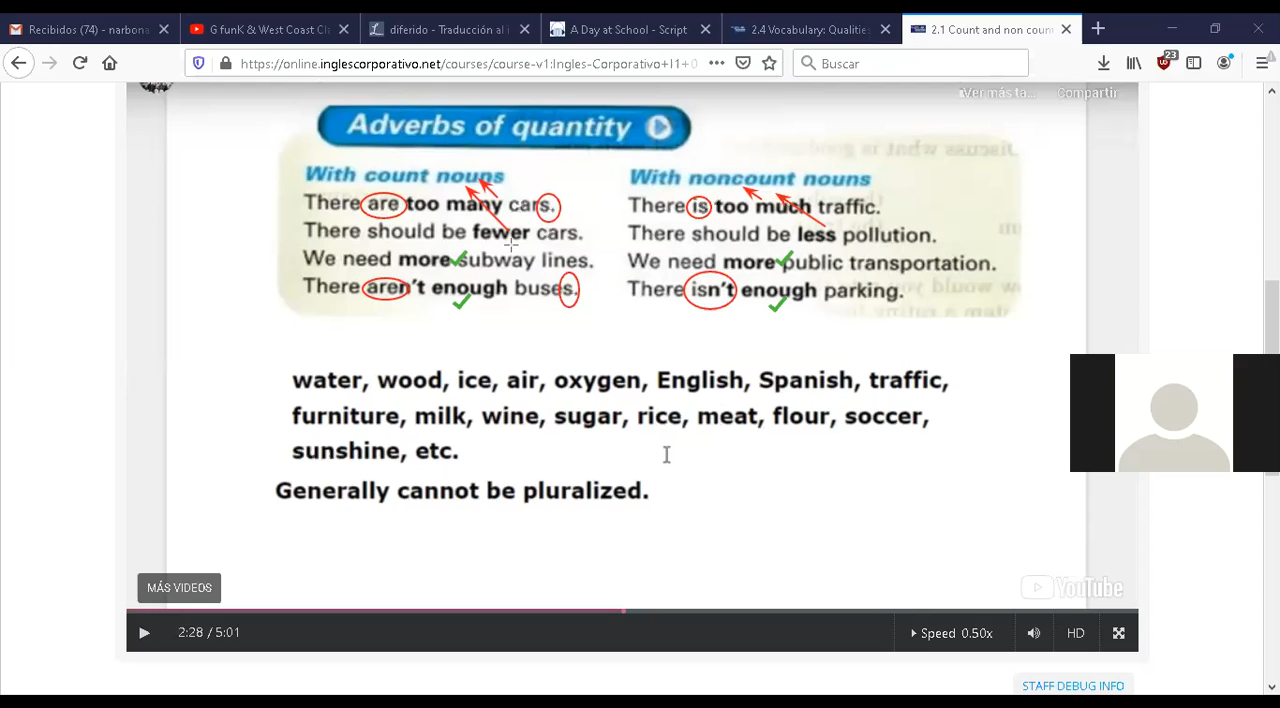 Recibidos (74) - narbona
G funK & West Coast Cl
diferido - Traducción al i
A Day at School - Script
2.4 Vocabulary: Qualitie
2.1 Count and non coun
https://online.inglescorporativo.net/courses/course-v1:Ingles-Corporativo+I1+0
Buscar
23
Ver más ta...
Compartir
Adverbs of quantity
With count nouns
There are too many cars.
There should be fewer cars.
We need more subway lines.
There aren't enough buses.
With noncount nouns
There is too much traffic.
There should be less pollution.
We need more public transportation.
There isn't enough parking.
water, wood, ice, air, oxygen, English, Spanish, traffic,
furniture, milk, wine, sugar, rice, meat, flour, soccer,
sunshine, etc.
Generally cannot be pluralized.
MÁS VIDEOS
YouTube
2:28 / 5:01
Speed 0.50x
HD
STAFF DEBUG INFO